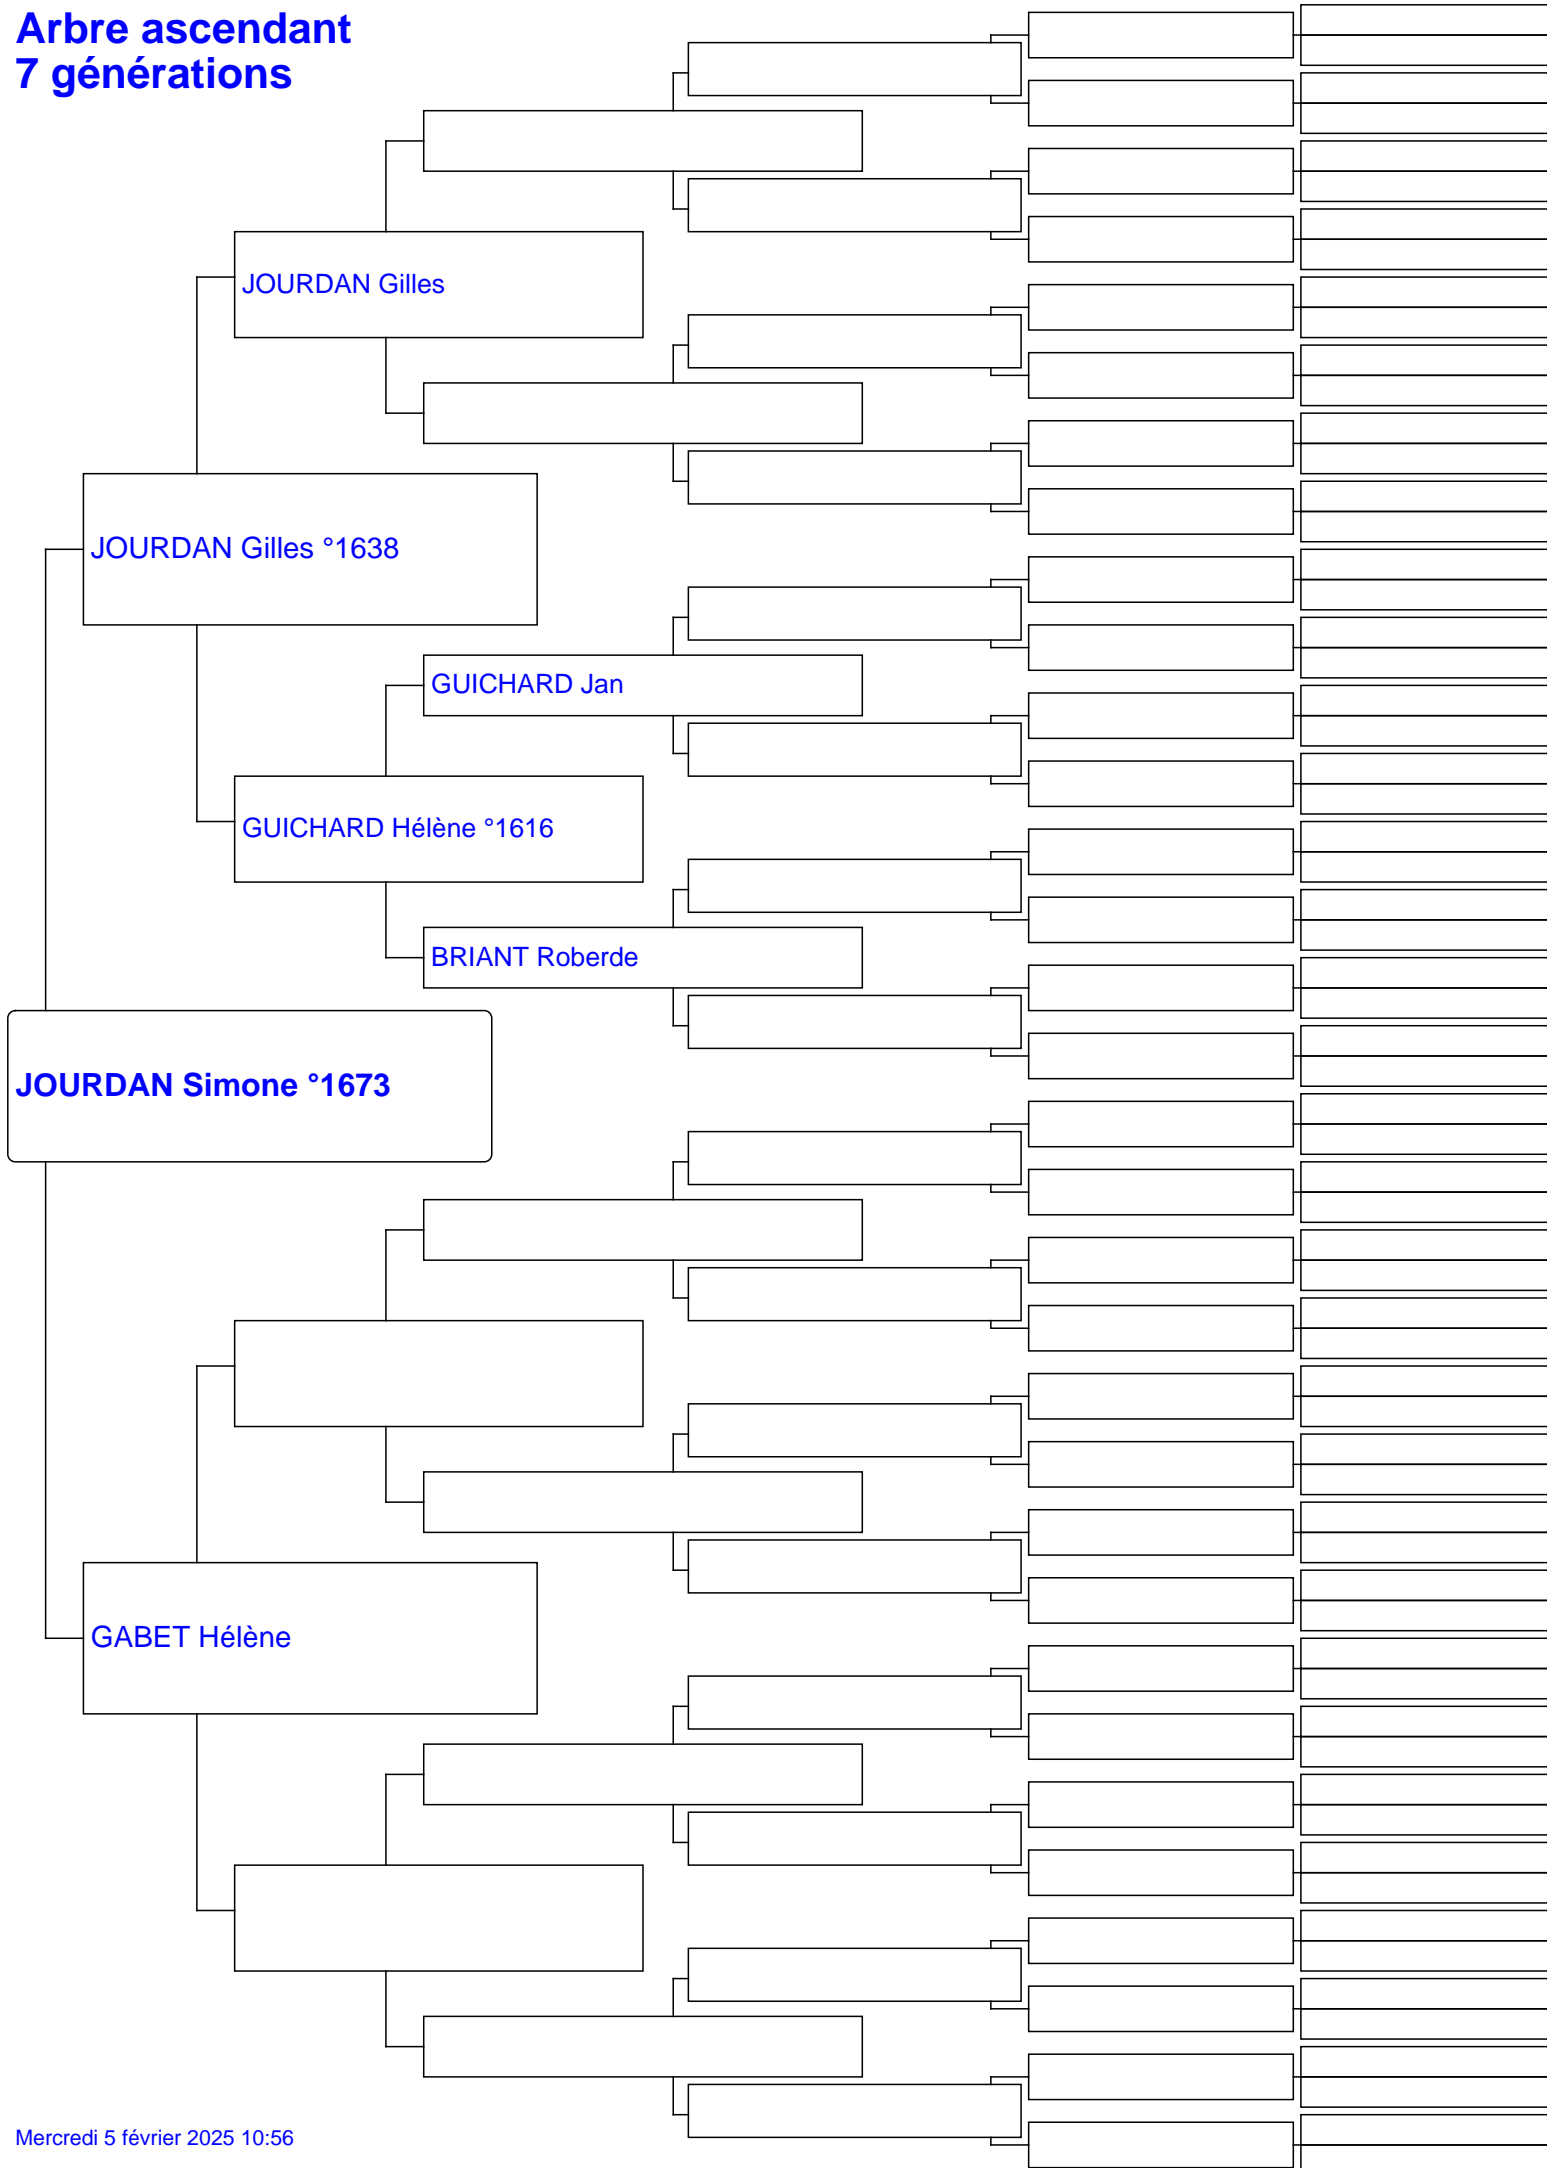 Arbre ascendant
7 générations
JOURDAN Gilles
JOURDAN Gilles °1638
GUICHARD Jan
GUICHARD Hélène °1616
BRIANT Roberde
JOURDAN Simone °1673
GABET Hélène
Mercredi 5 février 2025 10:56